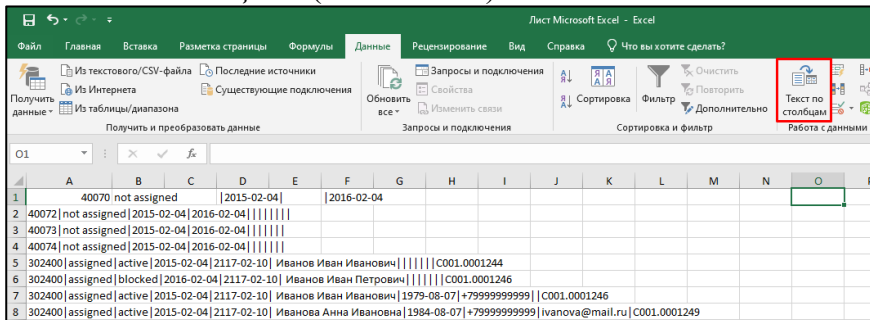 Лист Microsoft Excel - Excel
Файл Главная Вставка Разметка страницы Формулы Данные Рецензирование Вид Справка Что вы хотите сделать?
Из текстового/CSV-файла Последние источники Запросы и подключения Очистить
Из Интернета Существующие подключения Свойства Повторить
Получить данные Из таблицы/диапазона Обновить все Изменить связи Сортировка Фильтр Дополнительно Текст по столбцам
Получить и преобразовать данные Запросы и подключения Сортировка и фильтр Работа с данными
O1 fx
A B C D E F G H I J K L M N O
1 40070 not assigned |2015-02-04| |2016-02-04
2 40072|not assigned|2015-02-04|2016-02-04||||||||
3 40073|not assigned|2015-02-04|2016-02-04|||||||
4 40074|not assigned|2015-02-04|2016-02-04|||||||
5 302400|assigned|active|2015-02-04|2117-02-10| Иванов Иван Иванович|||||||C001.0001244
6 302400|assigned|blocked|2016-02-04|2117-02-10| Иванов Иван Петрович|||||||C001.0001246
7 302400|assigned|active|2015-02-04|2117-02-10| Иванов Иван Иванович|1979-08-07|+79999999999||C001.0001246
8 302400|assigned|active|2015-02-04|2117-02-10| Иванова Анна Ивановна|1984-08-07|+79999999999|ivanova@mail.ru|C001.0001249